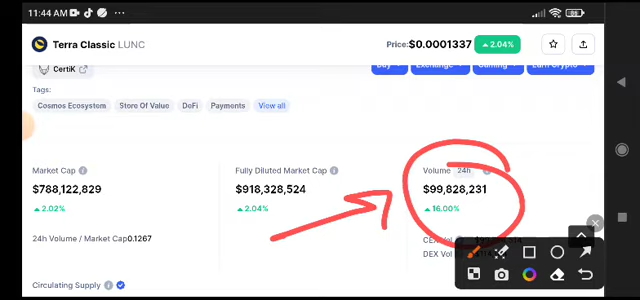 11:44 AM
Terra Classic LUNC
Price:$0.0001337 2.04%
CertiK
Buy Exchange Gaming Earn Crypto
Tags:
Cosmos Ecosystem Store Of Value DeFi Payments View all
Market Cap Fully Diluted Market Cap Volume 24h
$788,122,829 $918,328,524 $99,828,231
2.02% 2.04% 16.00%
24h Volume / Market Cap0.1267
CEX Vol
DEX Vol
Circulating Supply